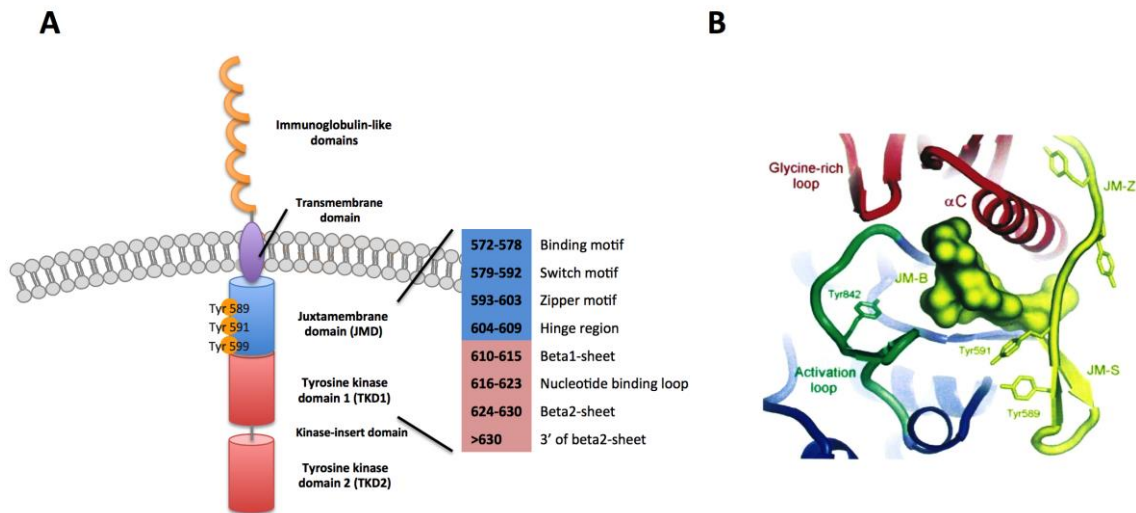 A
Immunoglobulin-like
domains
Transmembrane
domain
Tyr 589
Tyr 591
Tyr 599
Juxtamembrane
domain (JMD)
Tyrosine kinase
domain 1 (TKD1)
Kinase-insert domain
Tyrosine kinase
domain 2 (TKD2)
572-578 Binding motif
579-592 Switch motif
593-603 Zipper motif
604-609 Hinge region
610-615 Beta1-sheet
616-623 Nucleotide binding loop
624-630 Beta2-sheet
>630 3' of beta2-sheet
B
Glycine-rich
loop
αC
JM-Z
JM-B
Tyr842
Tyr591
Activation
loop
JM-S
Tyr589